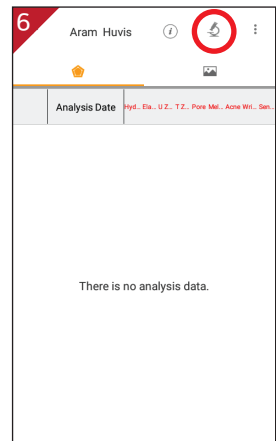 6
Aram Huvis
Analysis Date Hyd... Ela... U Z... T Z... Pore Mel... Acne Wri... Sen...
There is no analysis data.